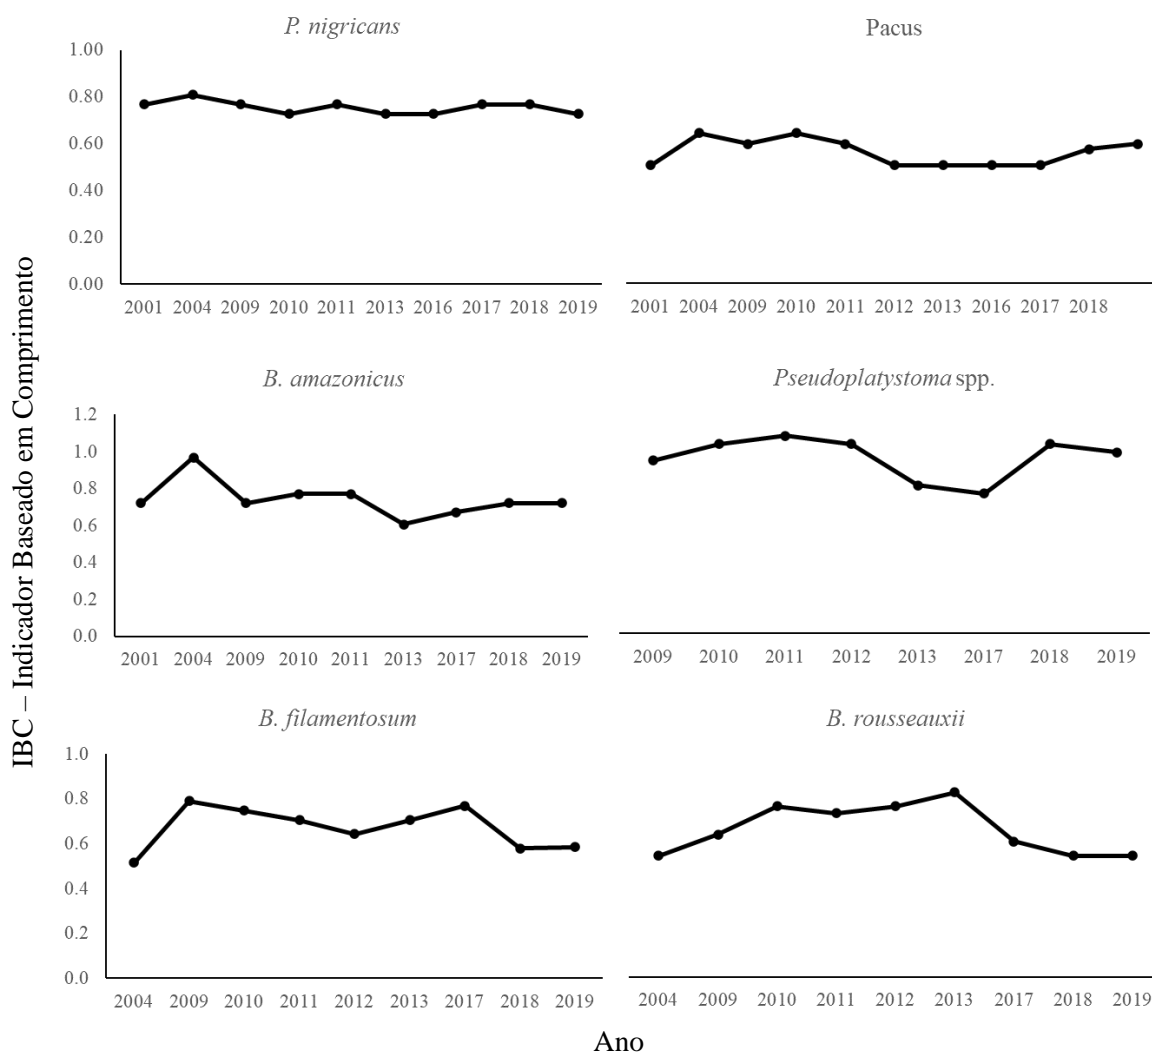 P. nigricans
Pacus
1.00
0.80
0.60
0.40
0.20
0.00
2001 2004 2009 2010 2011 2013 2016 2017 2018 2019
2001 2004 2009 2010 2011 2012 2013 2016 2017 2018
B. amazonicus
Pseudoplatystoma spp.
1.2
1.0
0.8
0.6
0.4
0.2
0.0
2001 2004 2009 2010 2011 2013 2017 2018 2019
2009 2010 2011 2012 2013 2017 2018 2019
B. filamentosum
B. rousseauxii
1.0
0.8
0.6
0.4
0.2
0.0
2004 2009 2010 2011 2012 2013 2017 2018 2019
2004 2009 2010 2011 2012 2013 2017 2018 2019
IBC – Indicador Baseado em Comprimento
Ano